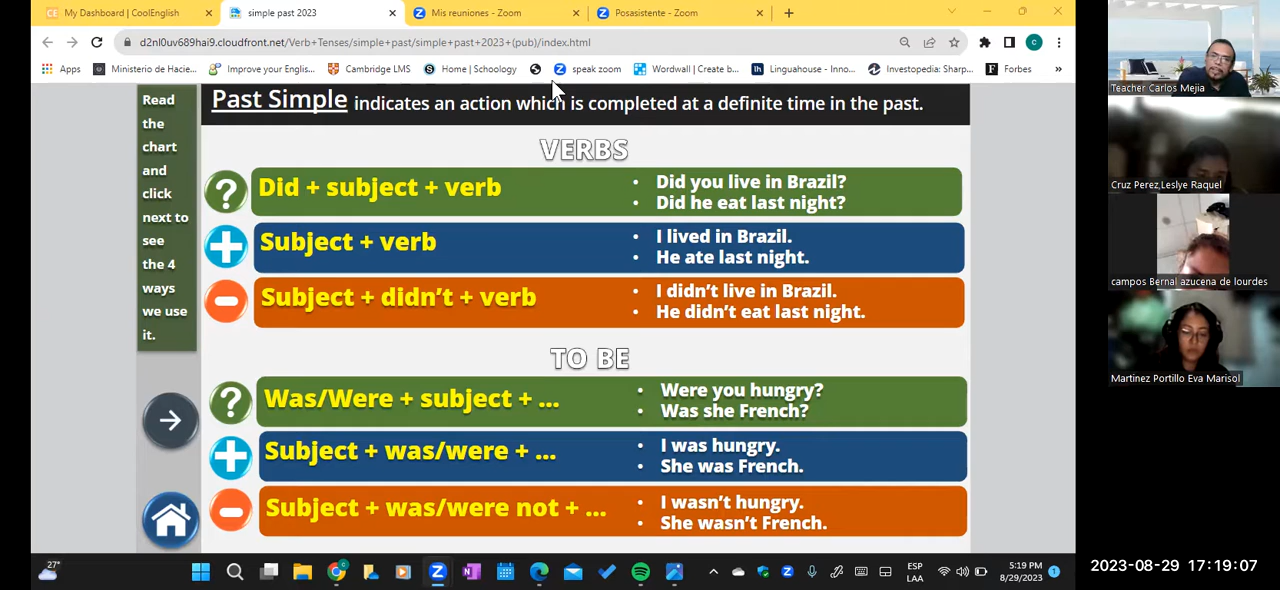 My Dashboard | CoolEnglish
simple past 2023
Mis reuniones - Zoom
Posasistente - Zoom
d2nl0uv689hai9.cloudfront.net/Verb+Tenses/simple+past/simple+past+2023+(pub)/index.html
Apps
Ministerio de Hacie...
Improve your Englis...
Cambridge LMS
Home | Schoology
speak zoom
Wordwall | Create b...
Linguahouse - Inno...
Investopedia: Sharp...
Forbes
»
Read
the
chart
and
click
next to
see
the 4
ways
we use
it.
Past Simple indicates an action which is completed at a definite time in the past.
VERBS
? Did + subject + verb
• Did you live in Brazil?
• Did he eat last night?
+ Subject + verb
• I lived in Brazil.
• He ate last night.
- Subject + didn't + verb
• I didn't live in Brazil.
• He didn't eat last night.
TO BE
? Was/Were + subject + ...
• Were you hungry?
• Was she French?
+ Subject + was/were + ...
• I was hungry.
• She was French.
- Subject + was/were not + ...
• I wasn't hungry.
• She wasn't French.
Teacher Carlos Mejia
Cruz Perez,Leslye Raquel
campos Bernal azucena de lourdes
Martinez Portillo Eva Marisol
27°
ESP
LAA
5:19 PM
8/29/2023
2023-08-29 17:19:07